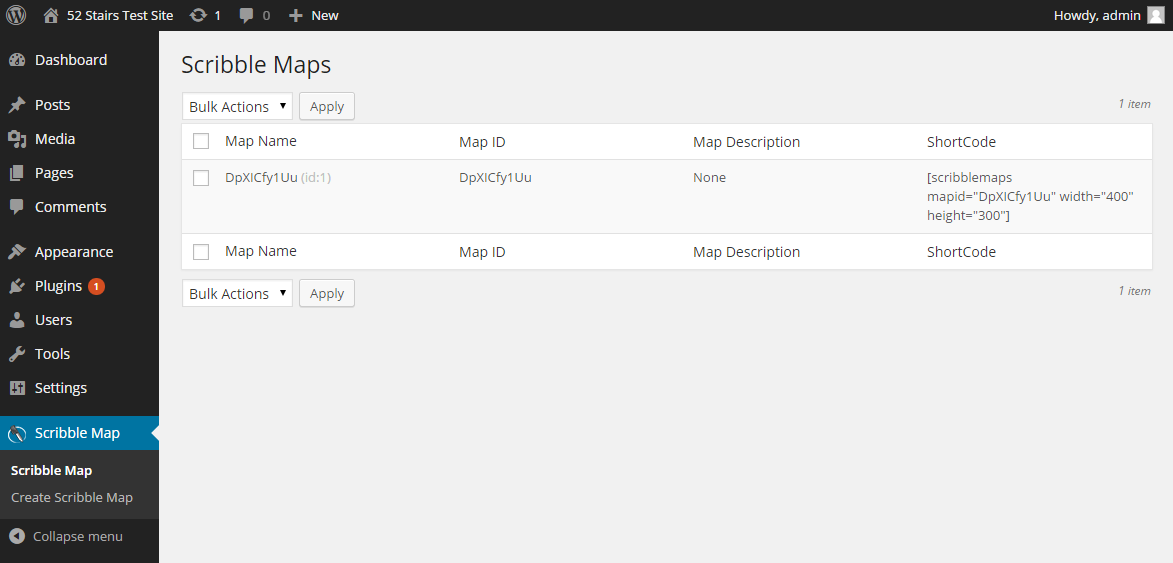 52 Stairs Test Site 1 0 New Howdy, admin
Dashboard
Posts
Media
Pages
Comments
Appearance
Plugins 1
Users
Tools
Settings
Scribble Map
Scribble Map
Create Scribble Map
Collapse menu
Scribble Maps
Bulk Actions Apply 1 item
Map Name Map ID Map Description ShortCode
DpXICfy1Uu (id:1) DpXICfy1Uu None [scribblemaps
mapid="DpXICfy1Uu" width="400"
height="300"]
Map Name Map ID Map Description ShortCode
Bulk Actions Apply 1 item